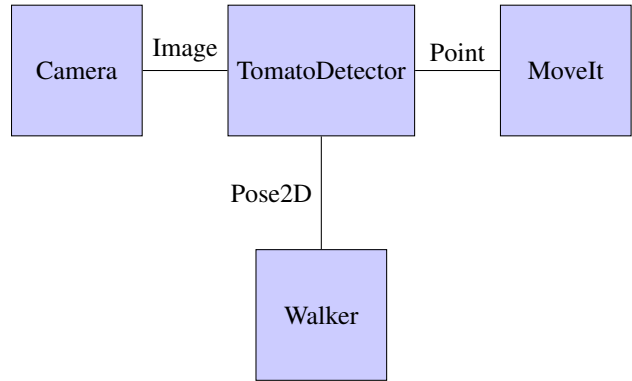 Camera
Image
TomatoDetector
Point
MoveIt
Pose2D
Walker